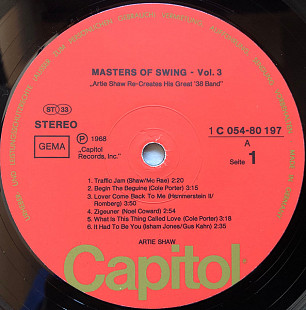 MASTERS OF SWING - Vol. 3
„Artie Shaw Re-Creates His Great '38 Band"
ST 33
STEREO
GEMA
P 1968
„Capitol
Records, Inc."
1 C 054-80 197
A
Seite 1
1. Traffic Jam (Shaw/Mc Rae) 2:20
2. Begin The Beguine (Cole Porter) 3:15
3. Lover Come Back To Me (Hammerstein II/
Romberg) 3:50
4. Zigeuner (Noel Coward) 3:20
5. What Is This Thing Called Love (Cole Porter) 3:15
6. It Had To Be You (Isham Jones/Gus Kahn) 2:35
ARTIE SHAW
Capitol®